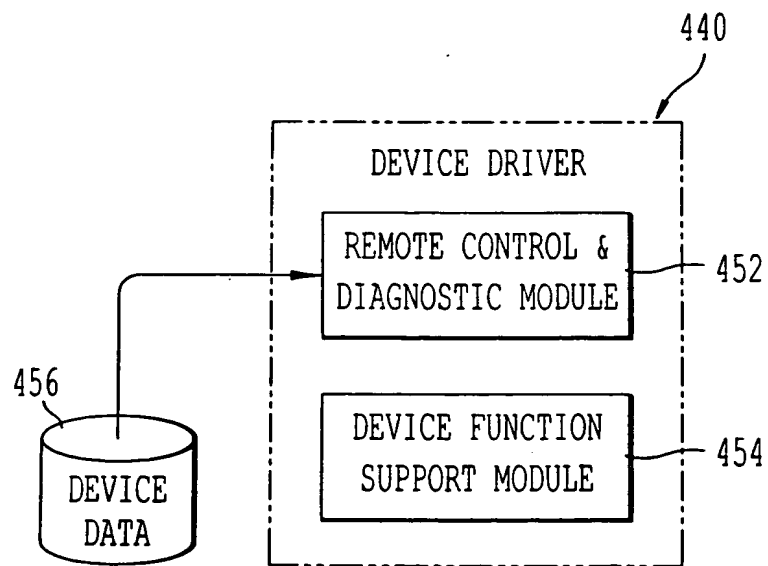 440
DEVICE DRIVER
REMOTE CONTROL &
DIAGNOSTIC MODULE
452
456
DEVICE FUNCTION
SUPPORT MODULE
454
DEVICE
DATA